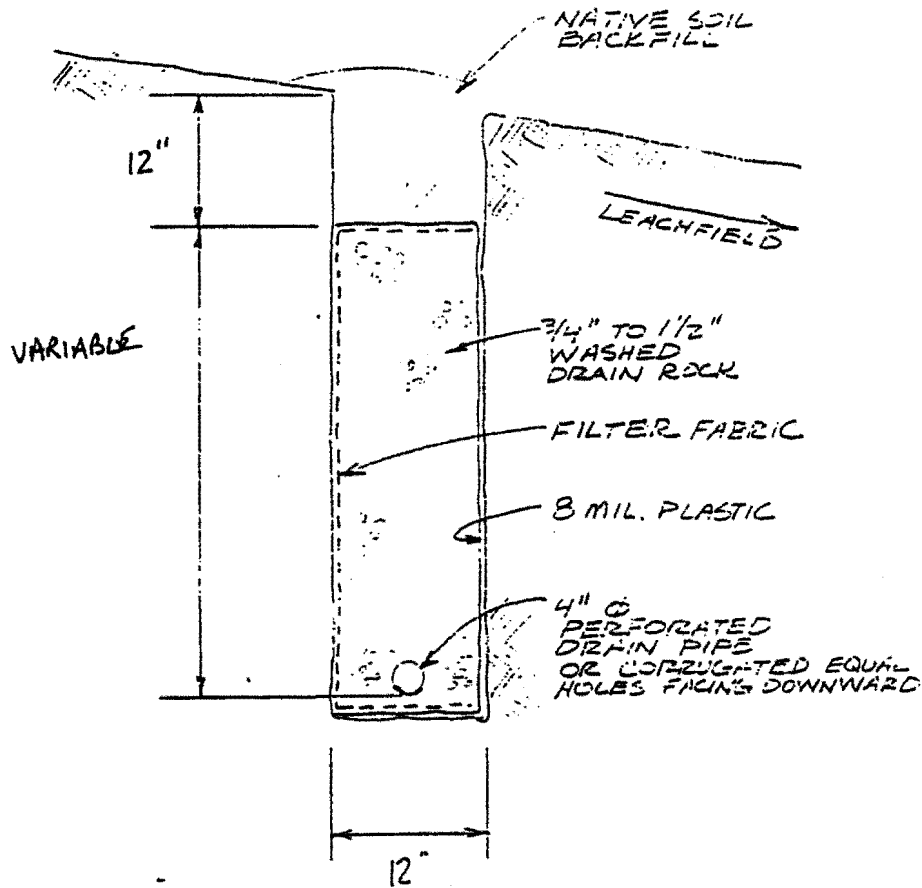 NATIVE SOIL
BACKFILL
12"
LEACHFIELD
VARIABLE
3/4" TO 1 1/2"
WASHED
DRAIN ROCK
FILTER FABRIC
8 MIL. PLASTIC
4" Ø
PERFORATED
DRAIN PIPE
OR CORRUGATED EQUAL
HOLES FACING DOWNWARD
12"